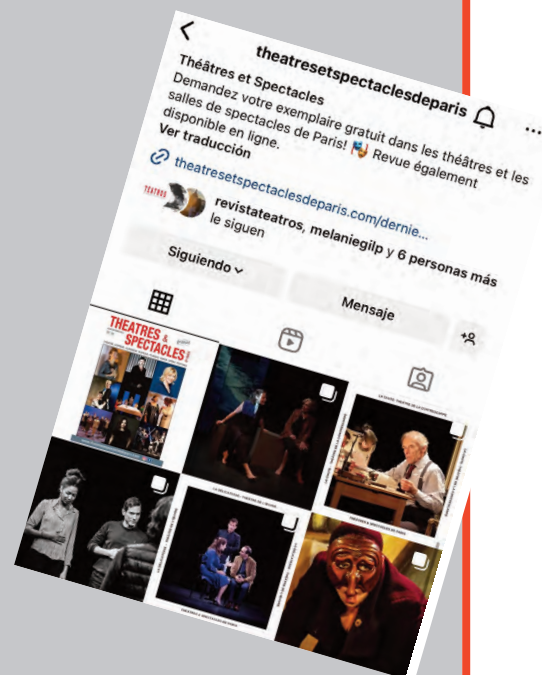 theatresetspectaclesdeparis
Théâtres et Spectacles
Demandez votre exemplaire gratuit dans les théâtres et les
salles de spectacles de Paris! Revue également
disponible en ligne.
Ver traducción
theatresetspectaclesdeparis.com/dernie...
TEATROS
revistateatros, melaniegilp y 6 personas más
le siguen
Siguiendo
Mensaje
THEATRES &
SPECTACLES